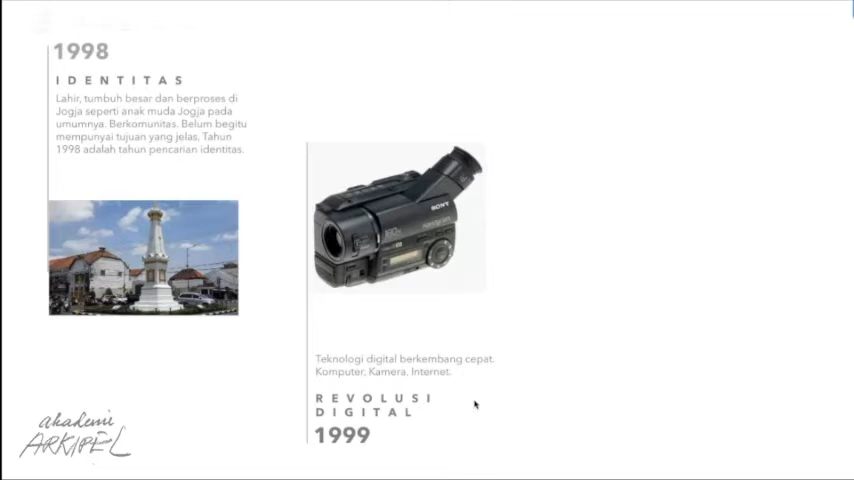 1998
IDENTITAS
Lahir, tumbuh besar dan berproses di
Jogja seperti anak muda Jogja pada
umumnya. Berkomunitas. Belum begitu
mempunyai tujuan yang jelas. Tahun
1998 adalah tahun pencarian identitas.
SONY
Teknologi digital berkembang cepat.
Komputer, Kamera, Internet.
REVOLUSI
DIGITAL
1999
akademi
ARKIPEL